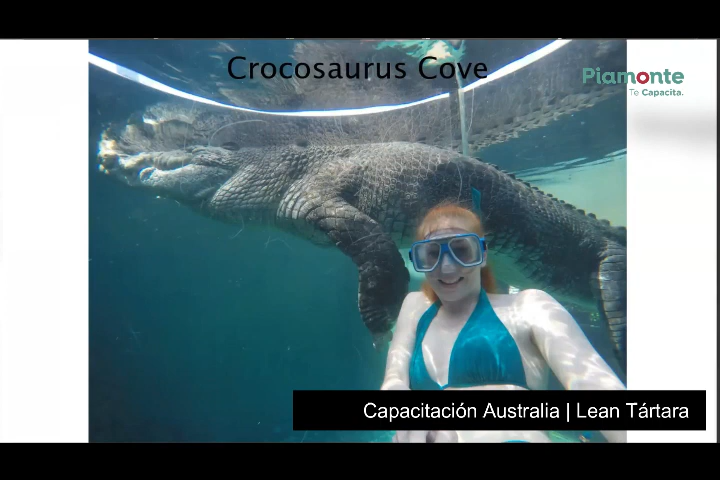 Crocosaurus Cove
Piamonte
Te Capacita.
Capacitación Australia | Lean Tártara